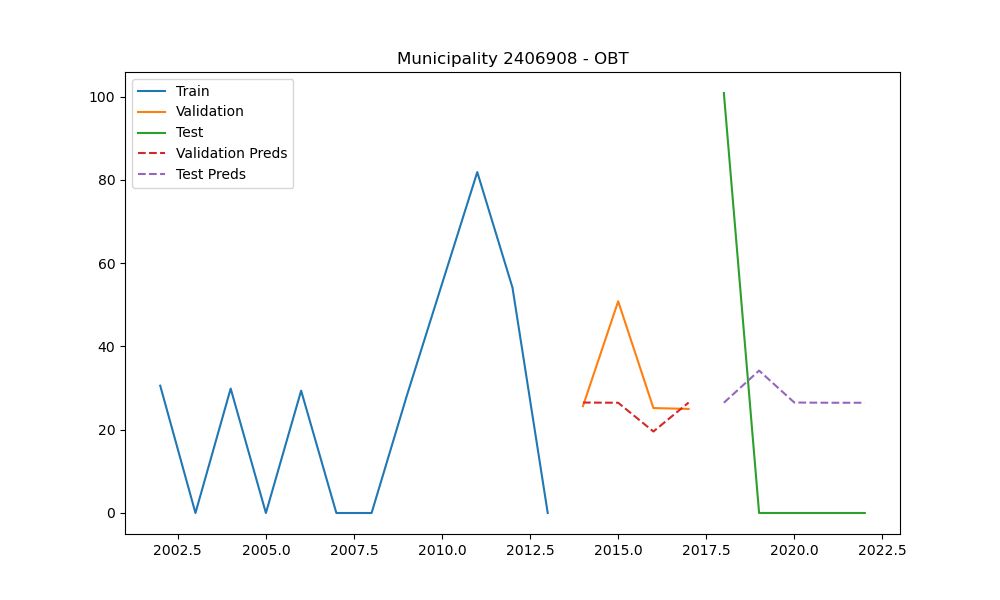 Municipality 2406908 - OBT
Train
Validation
Test
Validation Preds
Test Preds
100
80
60
40
20
0
2002.5 2005.0 2007.5 2010.0 2012.5 2015.0 2017.5 2020.0 2022.5